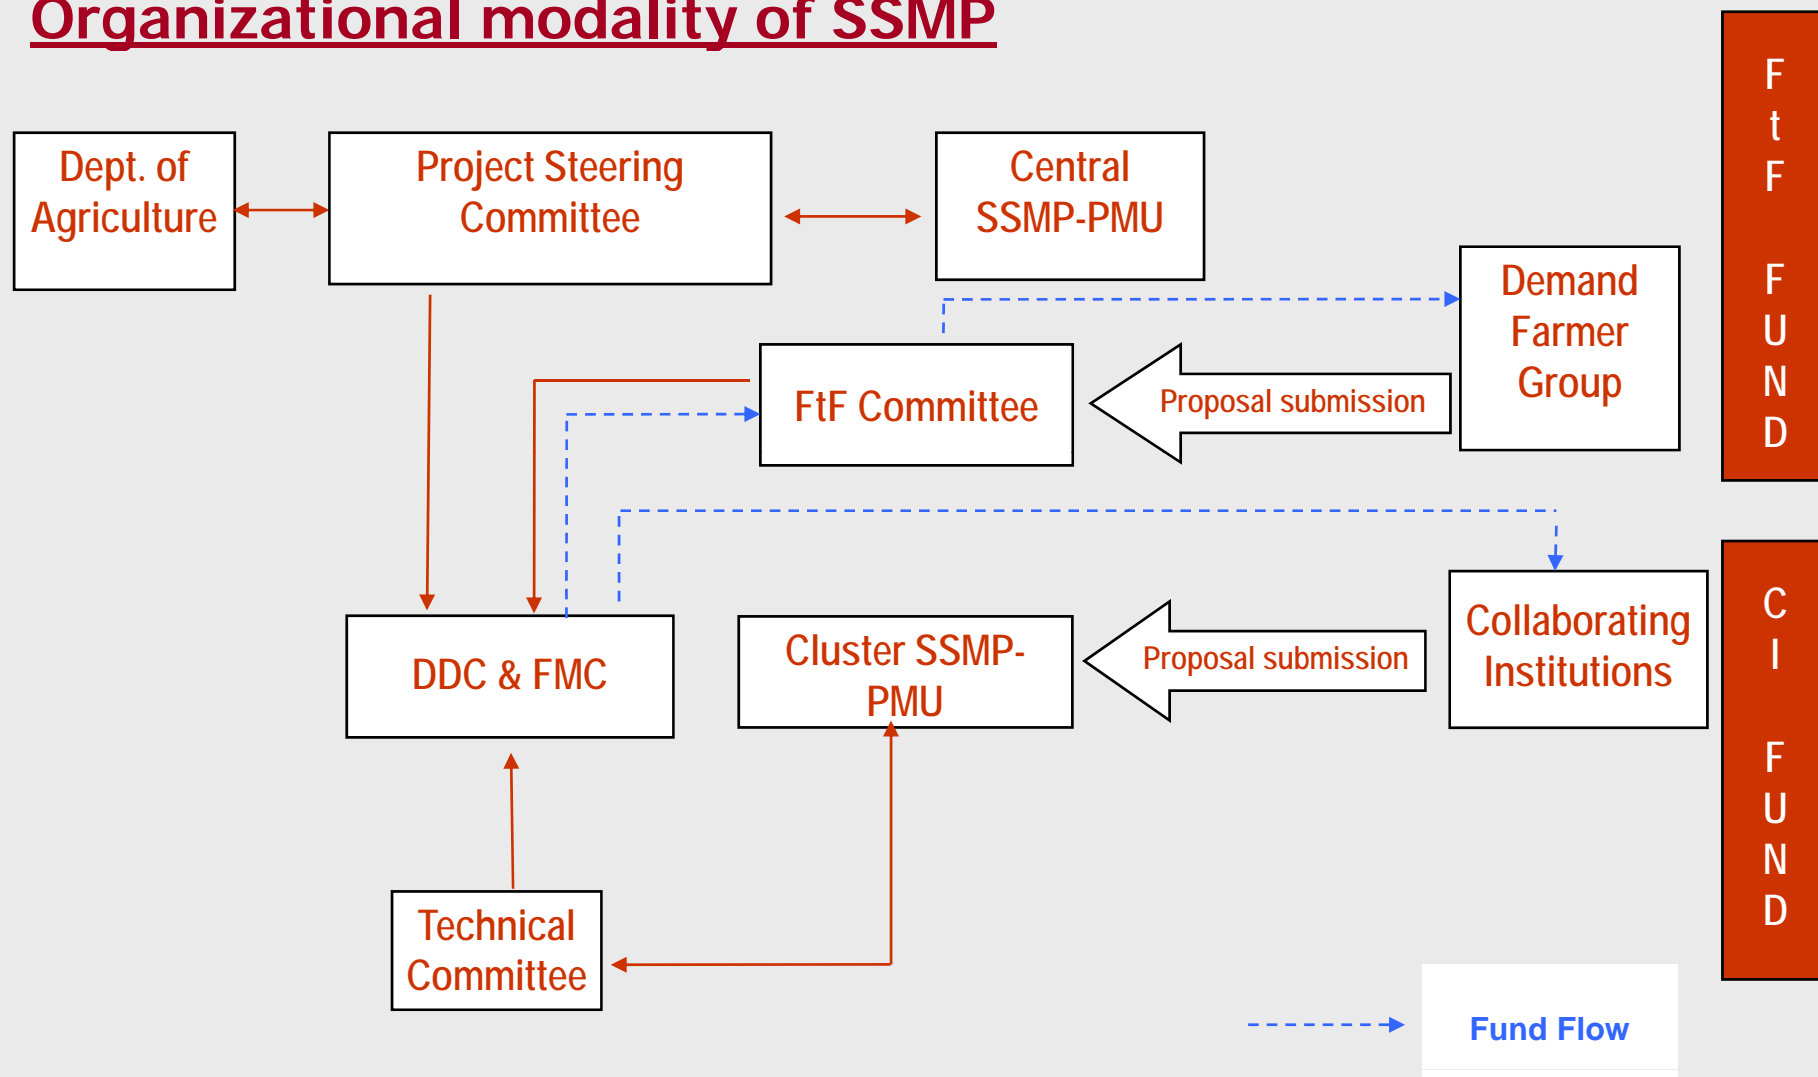 Organizational modality of SSMP
Dept. of
Agriculture
Project Steering
Committee
Central
SSMP-PMU
Demand
Farmer
Group
FtF Committee
Proposal submission
DDC & FMC
Cluster SSMP-
PMU
Proposal submission
Collaborating
Institutions
Technical
Committee
Fund Flow
F
t
F
F
U
N
D
C
I
F
U
N
D